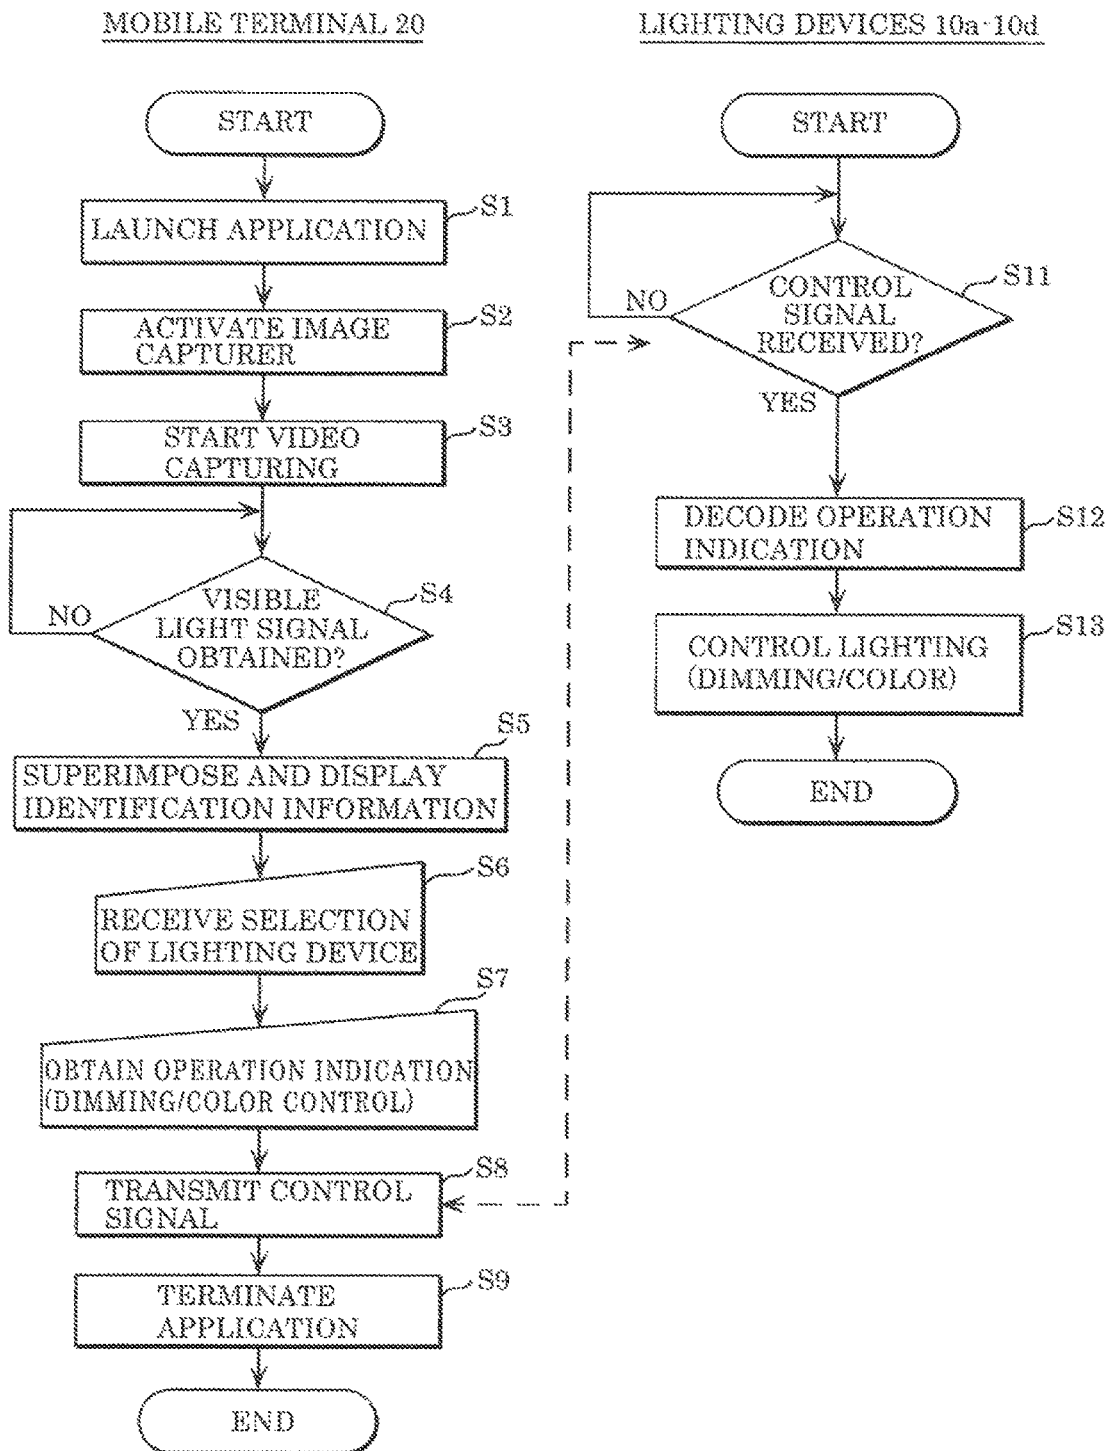 MOBILE TERMINAL 20
START
LAUNCH APPLICATION
S1
ACTIVATE IMAGE
CAPTURER
S2
START VIDEO
CAPTURING
S3
VISIBLE
LIGHT SIGNAL
OBTAINED?
S4
NO
YES
SUPERIMPOSE AND DISPLAY
IDENTIFICATION INFORMATION
S5
RECEIVE SELECTION
OF LIGHTING DEVICE
S6
OBTAIN OPERATION INDICATION
(DIMMING/COLOR CONTROL)
S7
TRANSMIT CONTROL
SIGNAL
S8
TERMINATE
APPLICATION
S9
END
LIGHTING DEVICES 10a-10d
START
CONTROL
SIGNAL
RECEIVED?
S11
NO
YES
DECODE OPERATION
INDICATION
S12
CONTROL LIGHTING
(DIMMING/COLOR)
S13
END